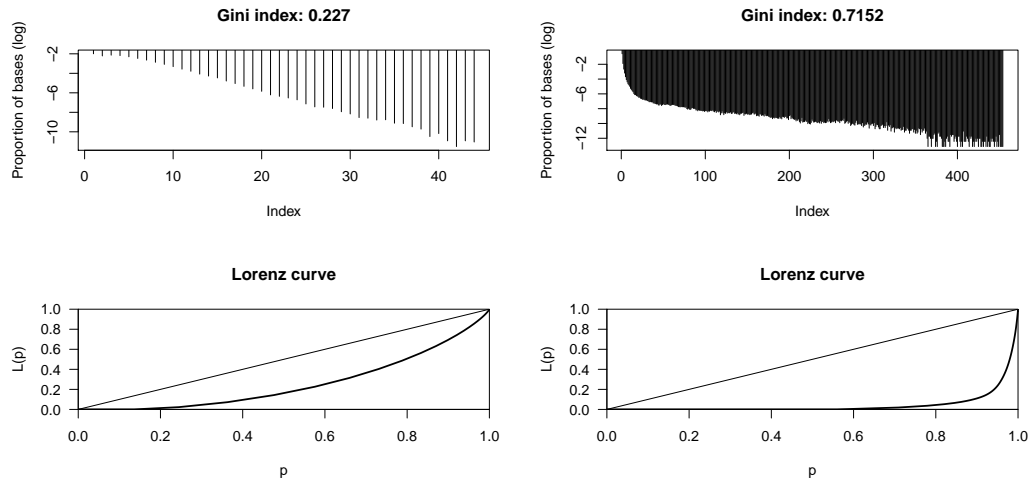 Gini index: 0.227
Proportion of bases (log)
-2
-6
-10
0 10 20 30 40
Index
Gini index: 0.7152
Proportion of bases (log)
-2
-6
-12
0 100 200 300 400
Index
Lorenz curve
L(p)
1.0
0.8
0.6
0.4
0.2
0.0
0.0 0.2 0.4 0.6 0.8 1.0
p
Lorenz curve
L(p)
1.0
0.8
0.6
0.4
0.2
0.0
0.0 0.2 0.4 0.6 0.8 1.0
p